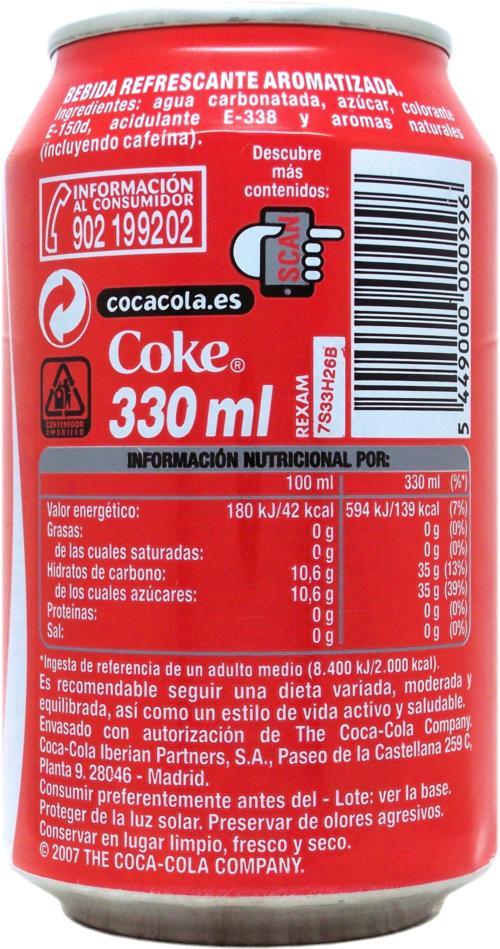 BEBIDA REFRESCANTE AROMATIZADA.
Ingredientes: agua carbonatada, azúcar, colorante
E-150d, acidulante E-338 y aromas naturales
(incluyendo cafeína).
INFORMACIÓN
AL CONSUMIDOR
902 199202
Descubre
más
contenidos:
SCAN
cocacola.es
Coke®
330 ml
CONTENEDOR
AMARILLO
REXAM
7S33H26B
5 449000 000996
INFORMACIÓN NUTRICIONAL POR:
100 ml 330 ml (%*)
Valor energético: 180 kJ/42 kcal 594 kJ/139 kcal (7%)
Grasas: 0 g 0 g (0%)
de las cuales saturadas: 0 g 0 g (0%)
Hidratos de carbono: 10,6 g 35 g (13%)
de los cuales azúcares: 10,6 g 35 g (39%)
Proteínas: 0 g 0 g (0%)
Sal: 0 g 0 g (0%)
*Ingesta de referencia de un adulto medio (8.400 kJ/2.000 kcal).
Es recomendable seguir una dieta variada, moderada y
equilibrada, así como un estilo de vida activo y saludable.
Envasado con autorización de The Coca-Cola Company.
Coca-Cola Iberian Partners, S.A., Paseo de la Castellana 259 C,
Planta 9. 28046 - Madrid.
Consumir preferentemente antes del - Lote: ver la base.
Proteger de la luz solar. Preservar de olores agresivos.
Conservar en lugar limpio, fresco y seco.
© 2007 THE COCA-COLA COMPANY.